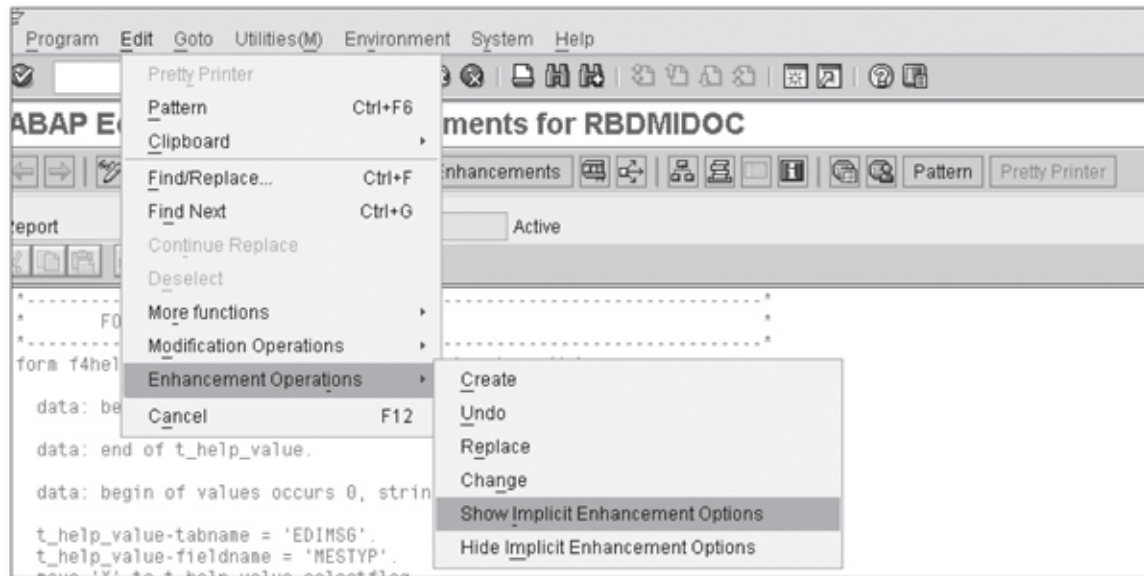 Program Edit Goto Utilities(M) Environment System Help
Pretty Printer
Pattern Ctrl+F6
Clipboard
Find/Replace... Ctrl+F
Find Next Ctrl+G
Continue Replace
Deselect
More functions
Modification Operations
Enhancement Operations
Cancel F12
Create
Undo
Replace
Change
Show Implicit Enhancement Options
Hide Implicit Enhancement Options
ABAP E ments for RBDMIDOC
nhancements Pattern Pretty Printer
eport Active
*---------- ----------*
* FO *
*---------- ----------*
form f4hel
data: be
data: end of t_help_value.
data: begin of values occurs 0, strin
t_help_value-tabname = 'EDIMSG'.
t_help_value-fieldname = 'MESTYP'.